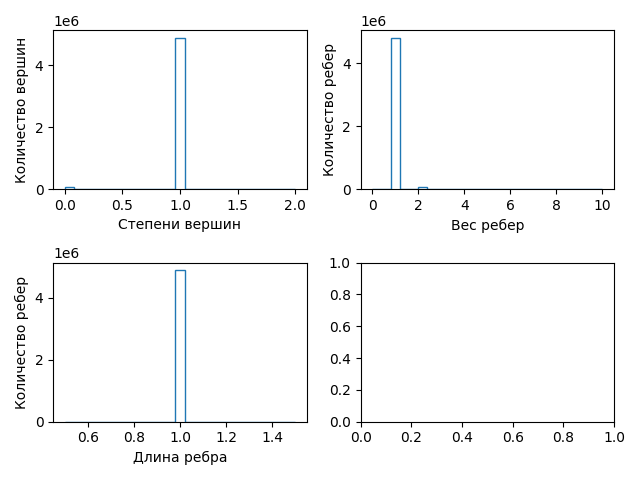 1e6
Количество вершин
4
2
0
0.0 0.5 1.0 1.5 2.0
Степени вершин
1e6
Количество ребер
4
2
0
0 2 4 6 8 10
Вес ребер
1e6
Количество ребер
4
2
0
0.6 0.8 1.0 1.2 1.4
Длина ребра
1.0
0.8
0.6
0.4
0.2
0.0
0.0 0.2 0.4 0.6 0.8 1.0